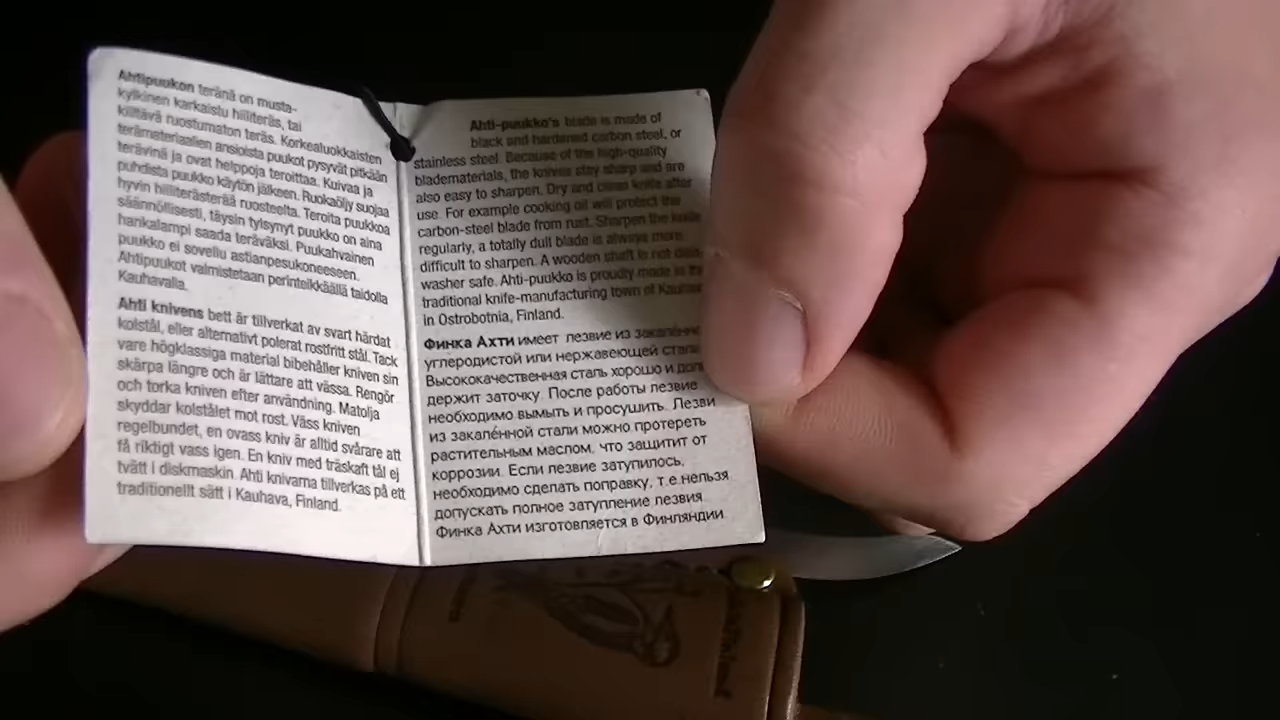 Ahtipuukon teränä on musta-
kylkinen karkaistu hiiliteräs, tai
kiiltävä ruostumaton teräs. Korkealuokkaisten
terämateriaalien ansioista puukot pysyvät pitkään
terävinä ja ovat helppoja teroittaa. Kuivaa ja
puhdista puukko käytön jälkeen. Ruokaöljy suojaa
hyvin hiiliterästerää ruosteelta. Teroita puukkoa
säännöllisesti, täysin tylsynyt puukko on aina
hankalampi saada teräväksi. Puukahvainen
puukko ei sovellu astianpesukoneeseen.
Ahtipuukot valmistetaan perinteikkäällä taidolla
Kauhavalla.
Ahti knivens bett är tillverkat av svart härdat
kolstål, eller alternativt polerat rostfritt stål. Tack
vare högklassiga material bibehåller kniven sin
skärpa längre och är lättare att vässa. Rengör
och torka kniven efter användning. Matolja
skyddar kolstålet mot rost. Väss kniven
regelbundet, en ovass kniv är alltid svårare att
få riktigt vass igen. En kniv med träskaft tål ej
tvätt i diskmaskin. Ahti knivarna tillverkas på ett
traditionellt sätt i Kauhava, Finland.
Ahti-puukko's blade is made of
black and hardened carbon steel, or
stainless steel. Because of the high-quality
bladematerials, the knives stay sharp and are
also easy to sharpen. Dry and clean knife after
use. For example cooking oil will protect the
carbon-steel blade from rust. Sharpen the knife
regularly, a totally dull blade is always more
difficult to sharpen. A wooden shaft is not dish-
washer safe. Ahti-puukko is proudly made in
traditional knife-manufacturing town of
in Ostrobotnia, Finland.
Финка Ахти имеет лезвие из
углеродистой или нержавеющей
Высококачественная сталь хорошо и
держит заточку. После работы лезвие
необходимо вымыть и просушить. Лезви
из закалённой стали можно протереть
растительным маслом, что защитит от
коррозии. Если лезвие затупилось,
необходимо сделать поправку, т.е.нельзя
допускать полное затупление лезвия
Финка Ахти изготовляется в Финляндии